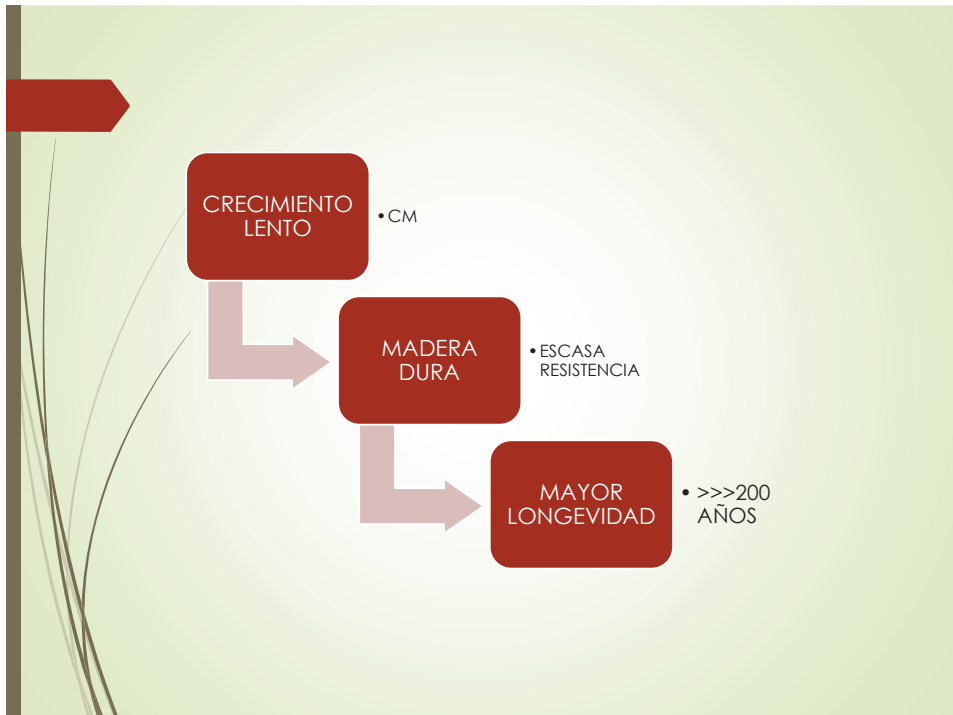 CRECIMIENTO
LENTO
• CM
MADERA
DURA
• ESCASA
RESISTENCIA
MAYOR
LONGEVIDAD
• >>>200
AÑOS